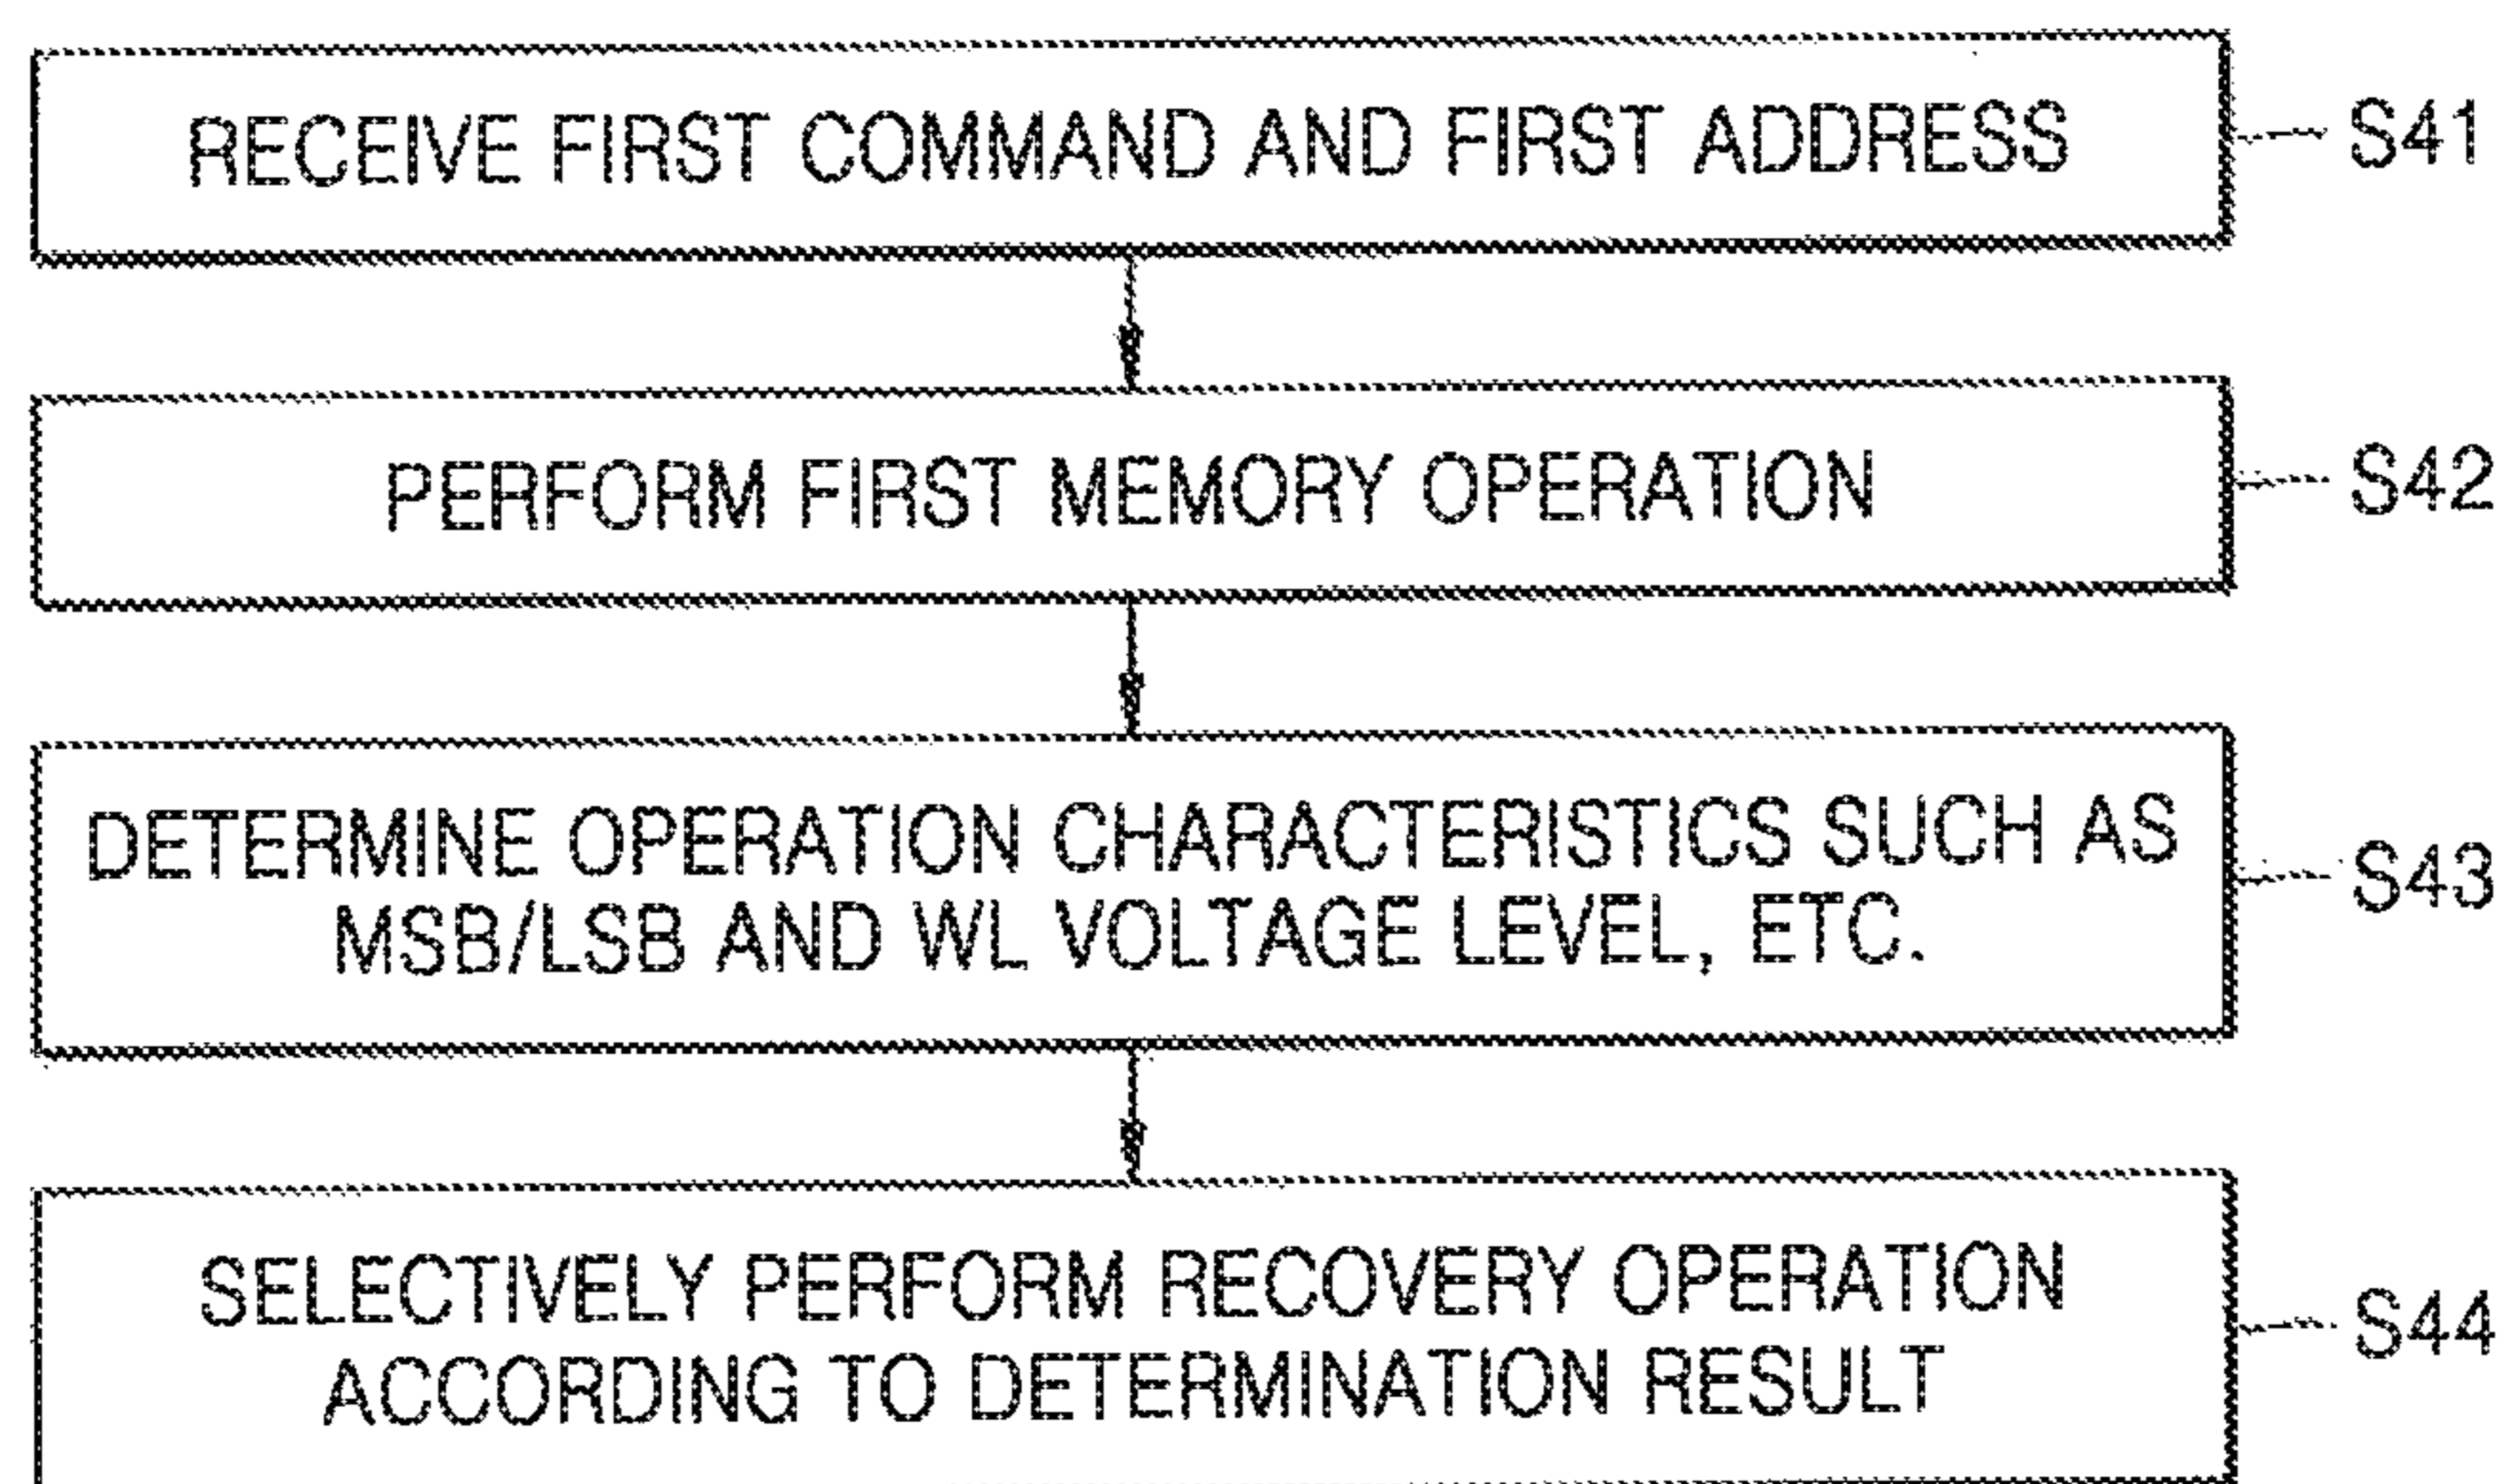 RECEIVE FIRST COMMAND AND FIRST ADDRESS
S41
PERFORM FIRST MEMORY OPERATION
S42
DETERMINE OPERATION CHARACTERISTICS SUCH AS
MSB/LSB AND WL VOLTAGE LEVEL, ETC.
S43
SELECTIVELY PERFORM RECOVERY OPERATION
ACCORDING TO DETERMINATION RESULT
S44